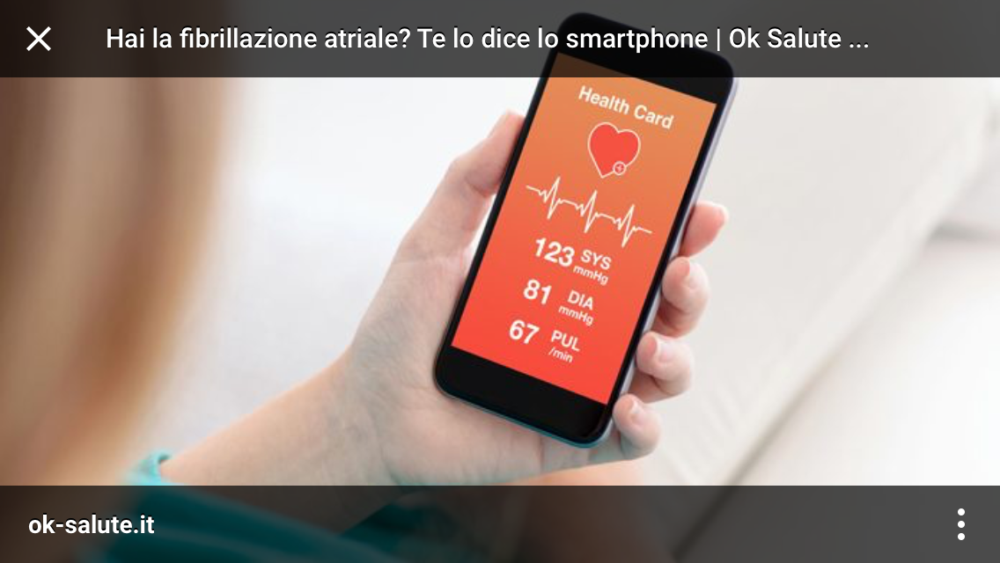 Hai la fibrillazione atriale? Te lo dice lo smartphone | Ok Salute ...
Health Card
123 SYS
mmHg
81 DIA
mmHg
67 PUL
/min
ok-salute.it